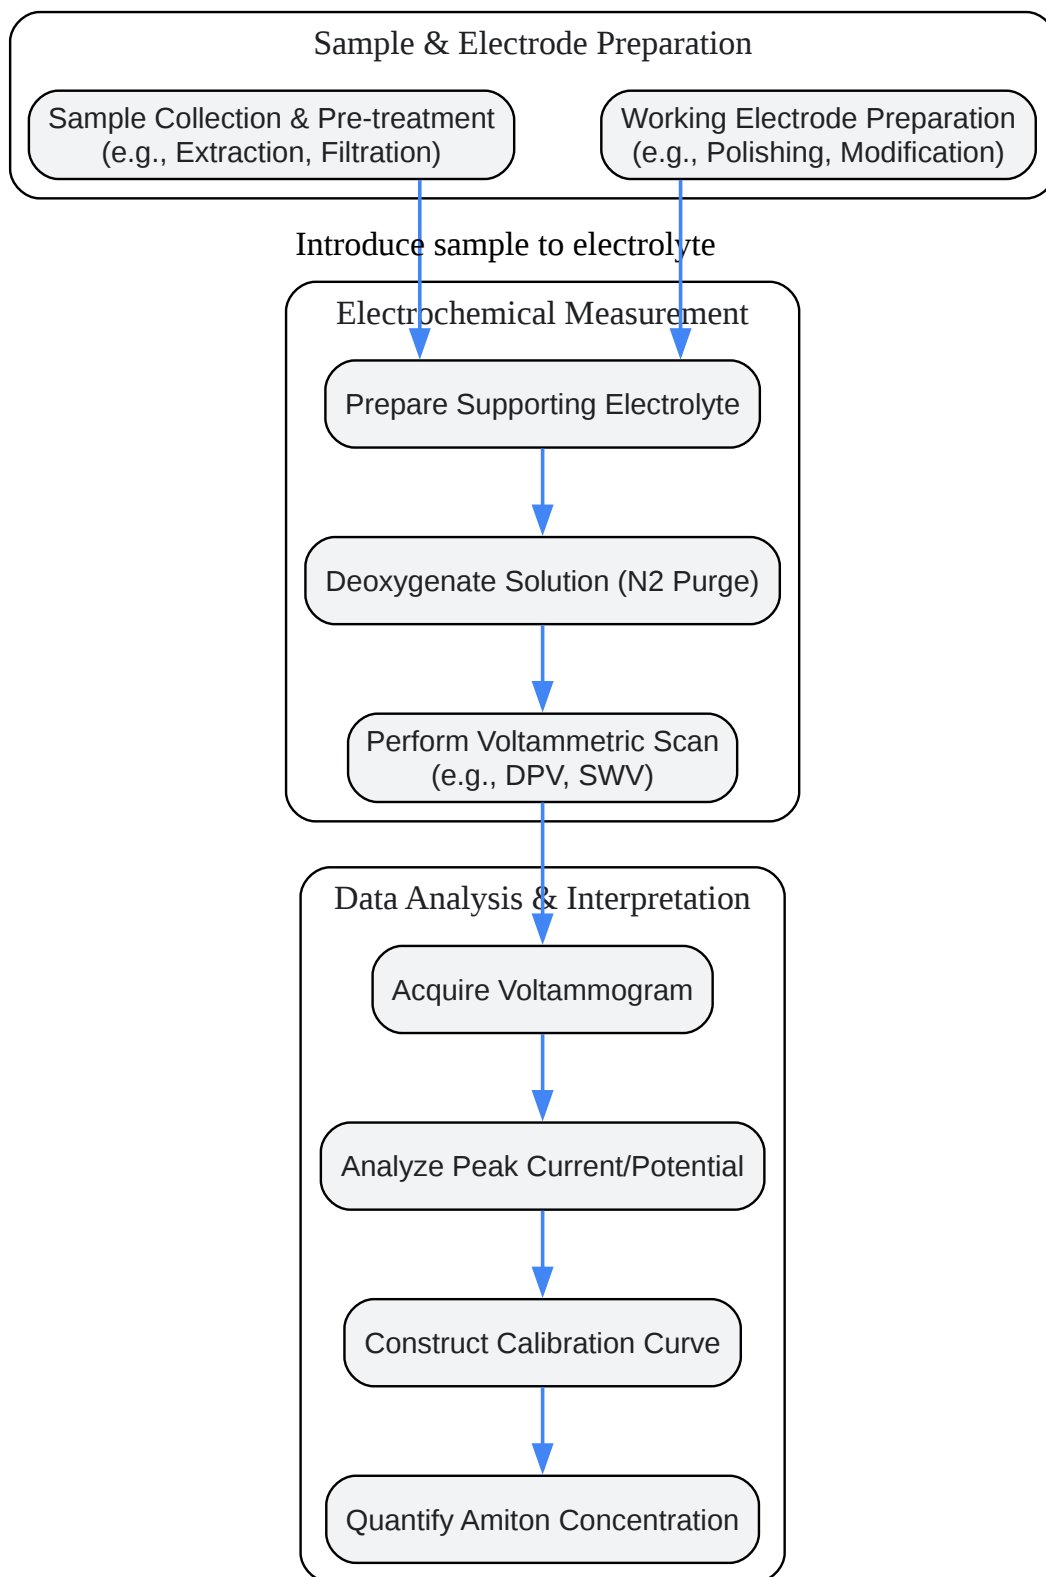 Sample & Electrode Preparation
Sample Collection & Pre-treatment
(e.g., Extraction, Filtration)
Working Electrode Preparation
(e.g., Polishing, Modification)
Introduce sample to electrolyte
Electrochemical Measurement
Prepare Supporting Electrolyte
Deoxygenate Solution (N2 Purge)
Perform Voltammetric Scan
(e.g., DPV, SWV)
Data Analysis & Interpretation
Acquire Voltammogram
Analyze Peak Current/Potential
Construct Calibration Curve
Quantify Amiton Concentration